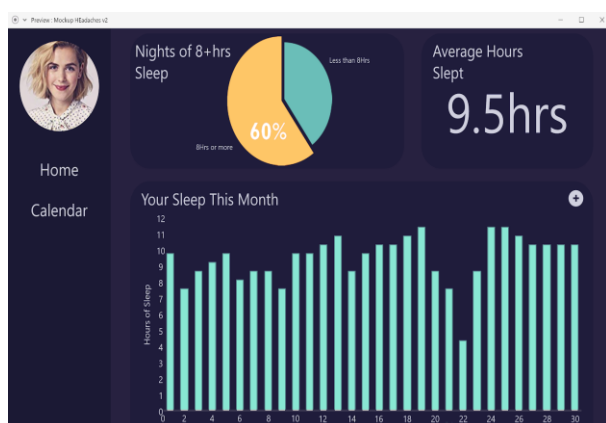 Preview : Mockup HEadaches v2
Home
Calendar
Nights of 8+hrs
Sleep
Less than 8Hrs
60%
8Hrs or more
Average Hours
Slept
9.5hrs
Your Sleep This Month
+
Hours of Sleep
12
11
10
9
8
7
6
5
4
3
2
1
0
0 2 4 6 8 10 12 14 16 18 20 22 24 26 28 30